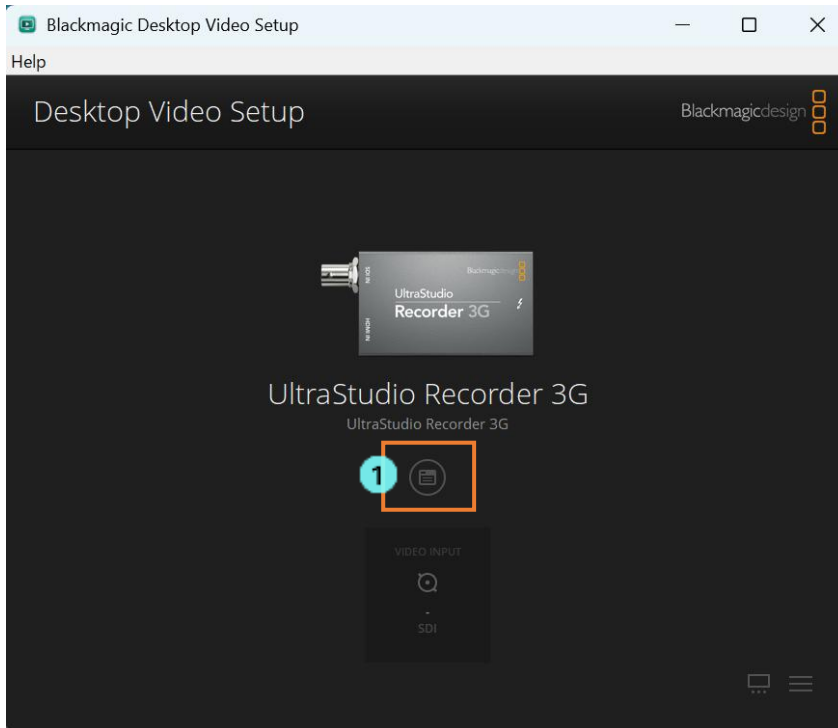 Blackmagic Desktop Video Setup
Help
Desktop Video Setup
Blackmagicdesign
SDI IN
Blackmagicdesign
UltraStudio
Recorder 3G
HDMI IN
UltraStudio Recorder 3G
UltraStudio Recorder 3G
1
VIDEO INPUT
-
SDI